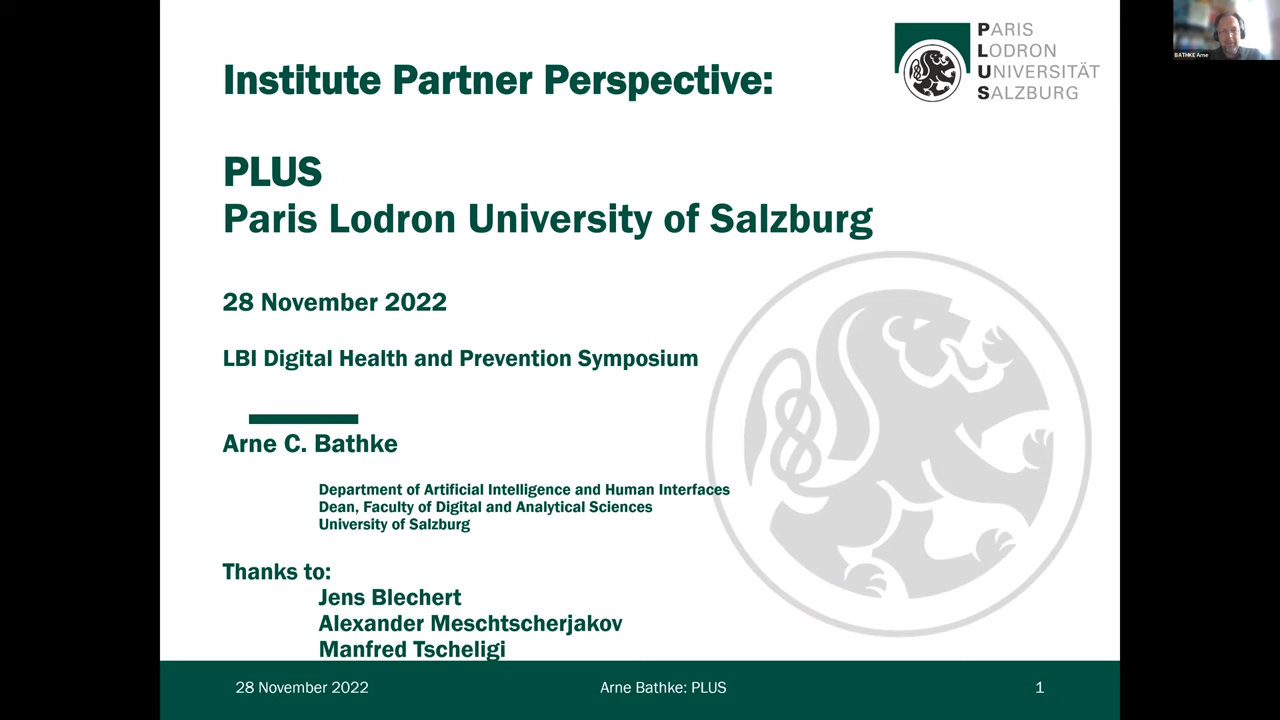 Institute Partner Perspective:
PARIS
LODRON
UNIVERSITÄT
SALZBURG
BATHKE Arne
PLUS
Paris Lodron University of Salzburg
28 November 2022
LBI Digital Health and Prevention Symposium
Arne C. Bathke
Department of Artificial Intelligence and Human Interfaces
Dean, Faculty of Digital and Analytical Sciences
University of Salzburg
Thanks to:
Jens Blechert
Alexander Meschtscherjakov
Manfred Tscheligi
28 November 2022
Arne Bathke: PLUS
1